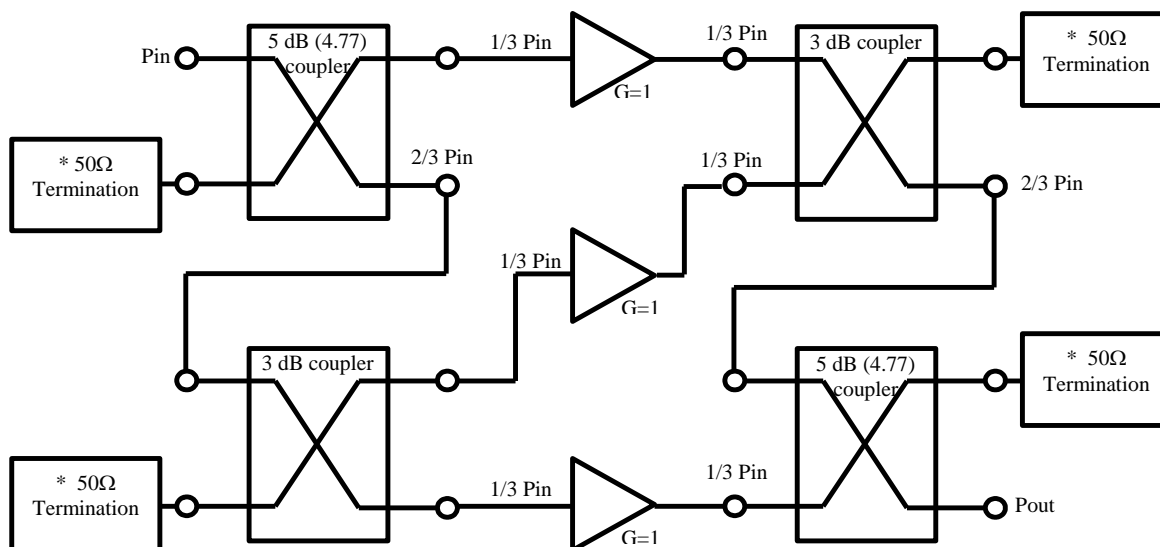 Pin
5 dB (4.77)
coupler
1/3 Pin
G=1
1/3 Pin
3 dB coupler
* 50Ω
Termination
* 50Ω
Termination
2/3 Pin
1/3 Pin
2/3 Pin
1/3 Pin
G=1
3 dB coupler
5 dB (4.77)
coupler
* 50Ω
Termination
* 50Ω
Termination
1/3 Pin
G=1
1/3 Pin
Pout